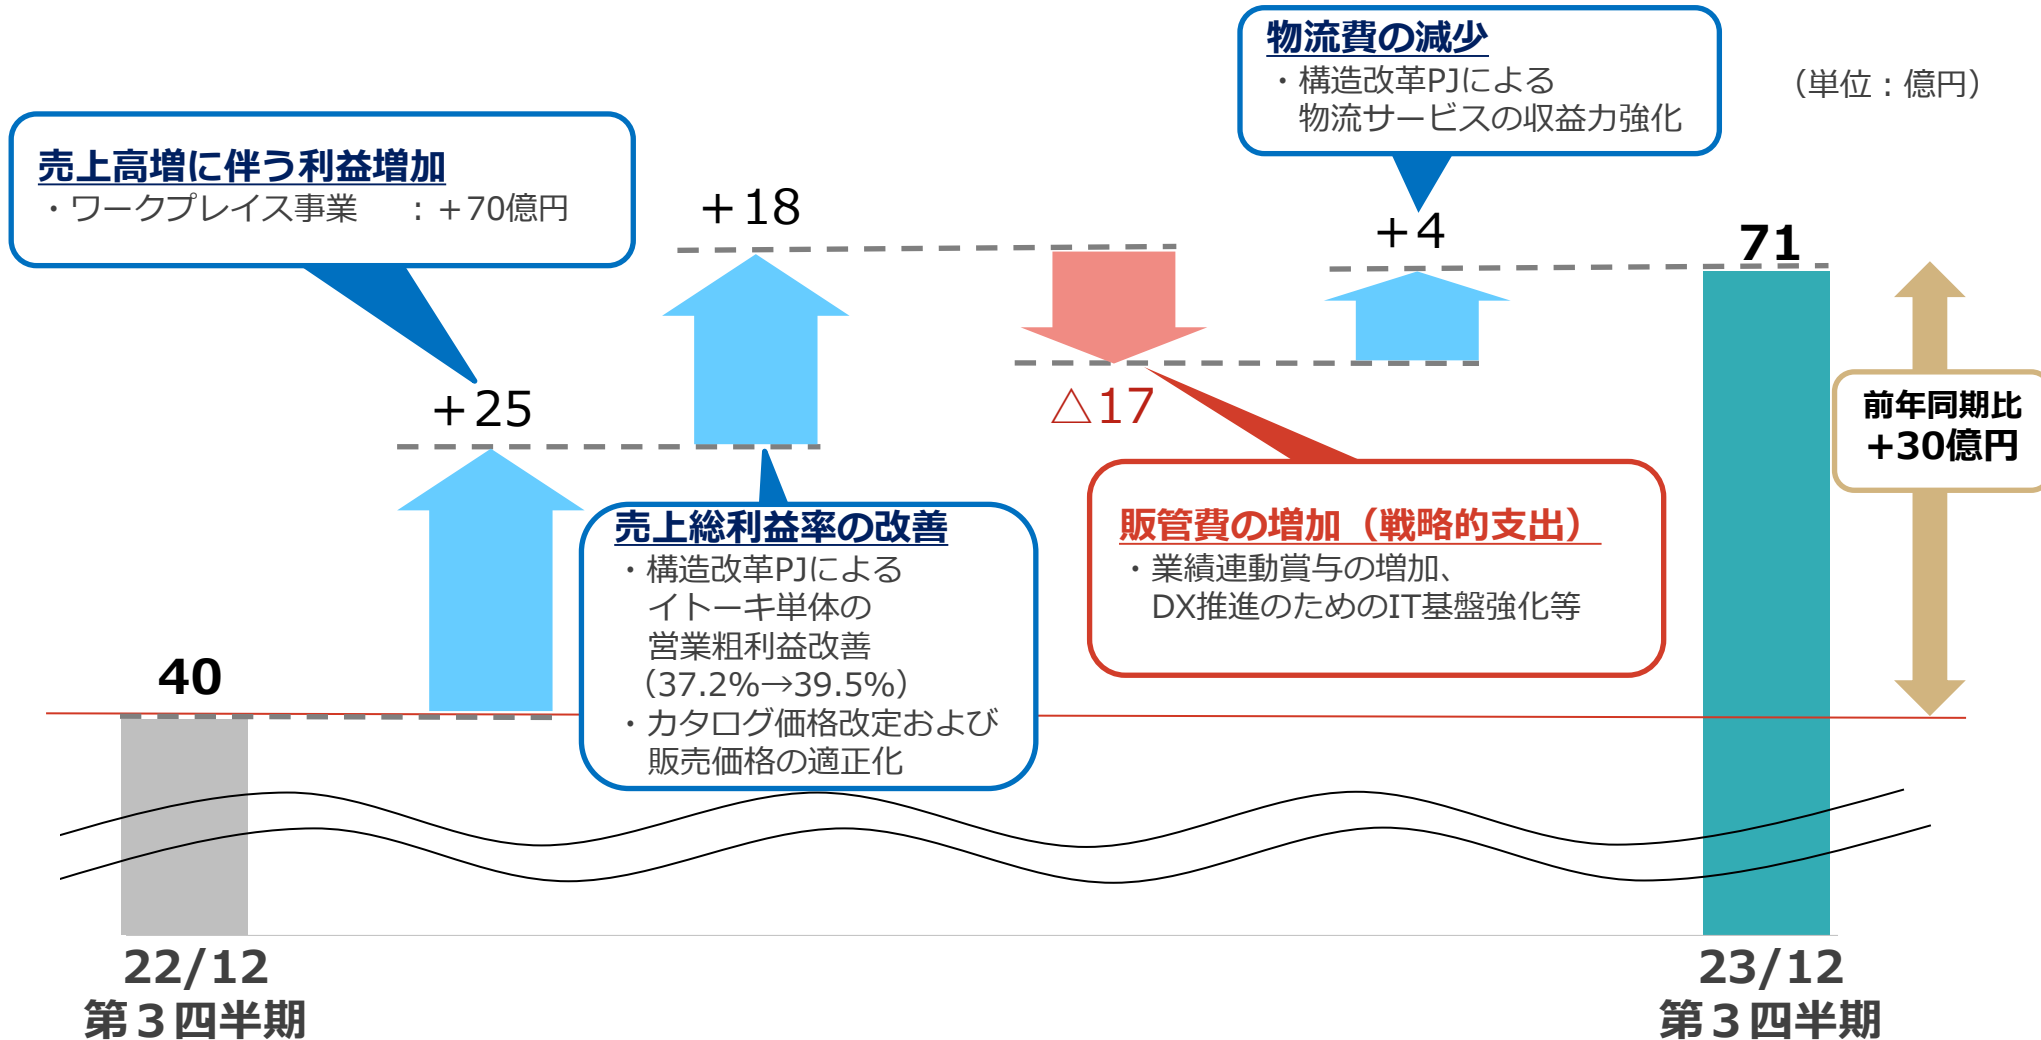 （単位：億円）
売上高増に伴う利益増加
・ワークプレイス事業　：＋70億円
＋25
＋18
売上総利益率の改善
・構造改革PJによる
イトーキ単体の
営業粗利益改善
（37.2%→39.5%）
・カタログ価格改定および
販売価格の適正化
△17
販管費の増加（戦略的支出）
・業績連動賞与の増加、
DX推進のためのIT基盤強化等
物流費の減少
・構造改革PJによる
物流サービスの収益力強化
＋4
40
71
前年同期比
+30億円
22/12
第３四半期
23/12
第３四半期